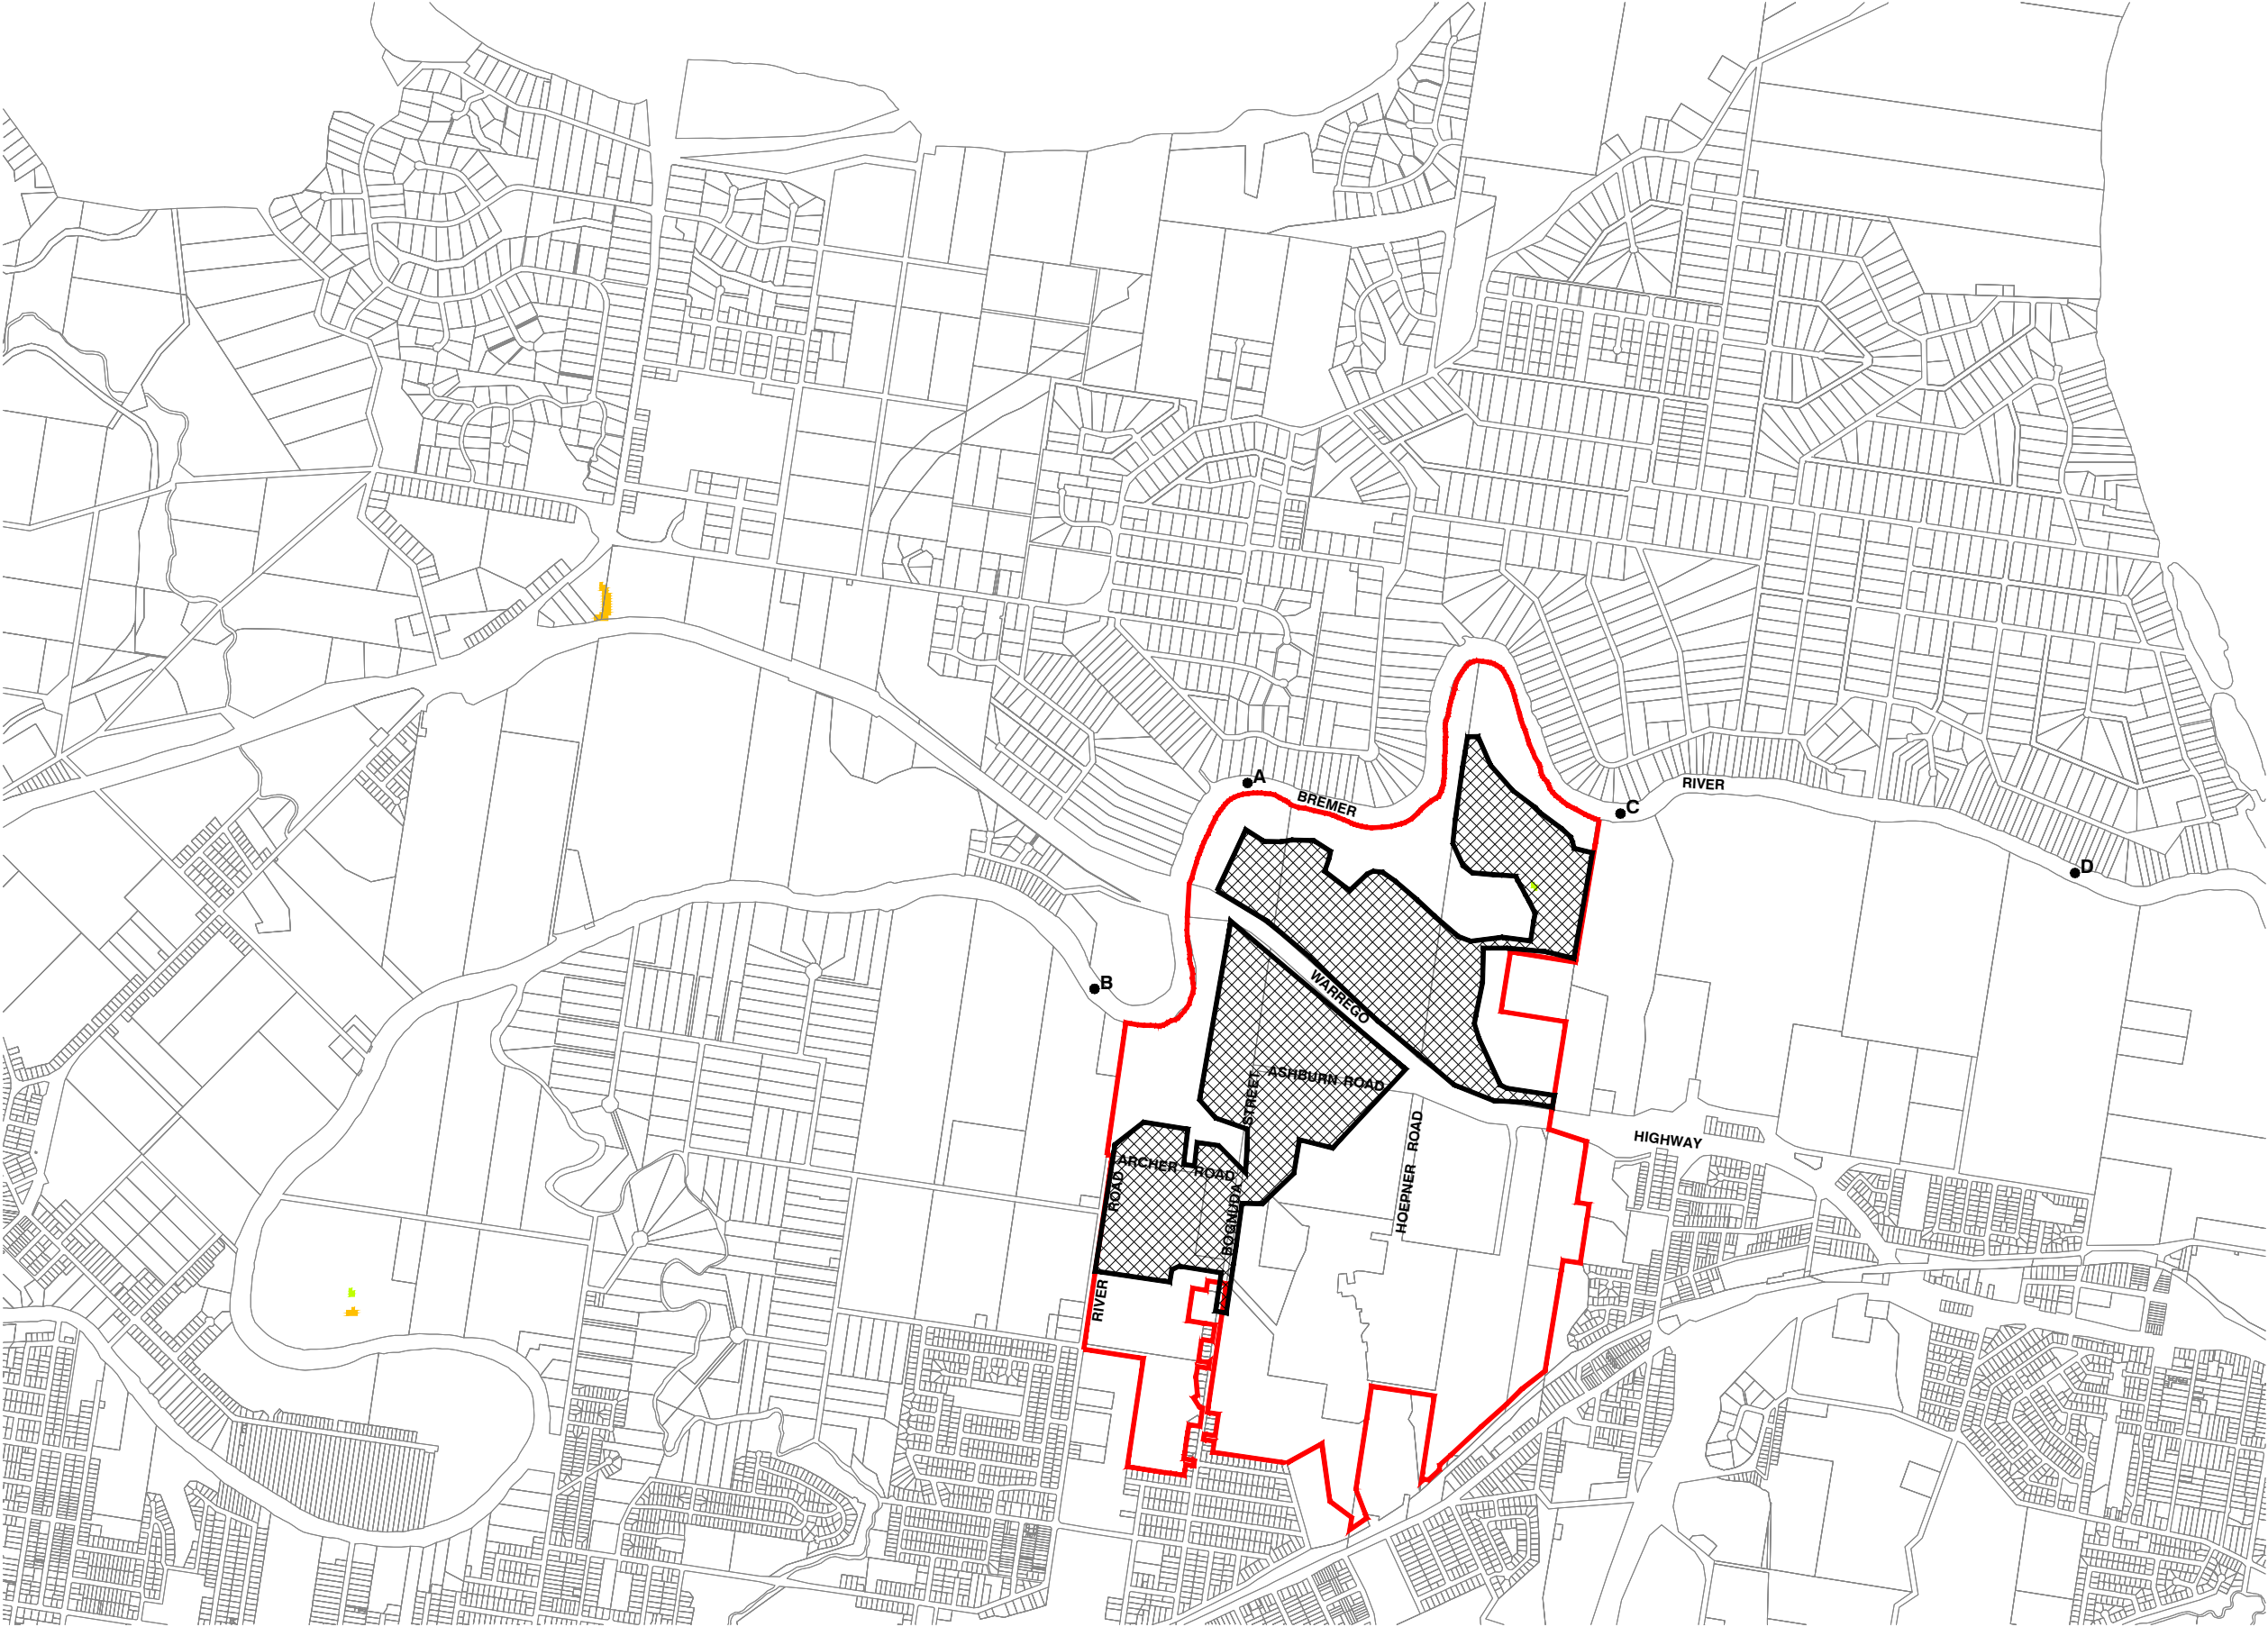 A
BREMER
RIVER
C
D
B
WARREGO
ASHBURN ROAD
STREET
HIGHWAY
HOEPNER ROAD
ARCHER ROAD
ROAD
BOGNUDA
RIVER